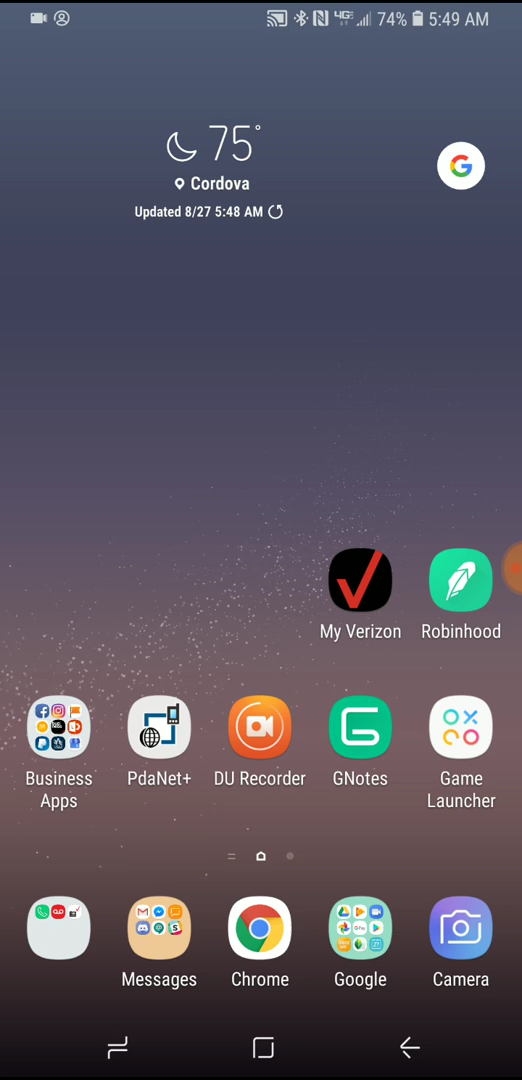 74% 5:49 AM
75°
Cordova
Updated 8/27 5:48 AM
My Verizon
Robinhood
Business Apps
PdaNet+
DU Recorder
GNotes
Game Launcher
Messages
Chrome
Google
Camera